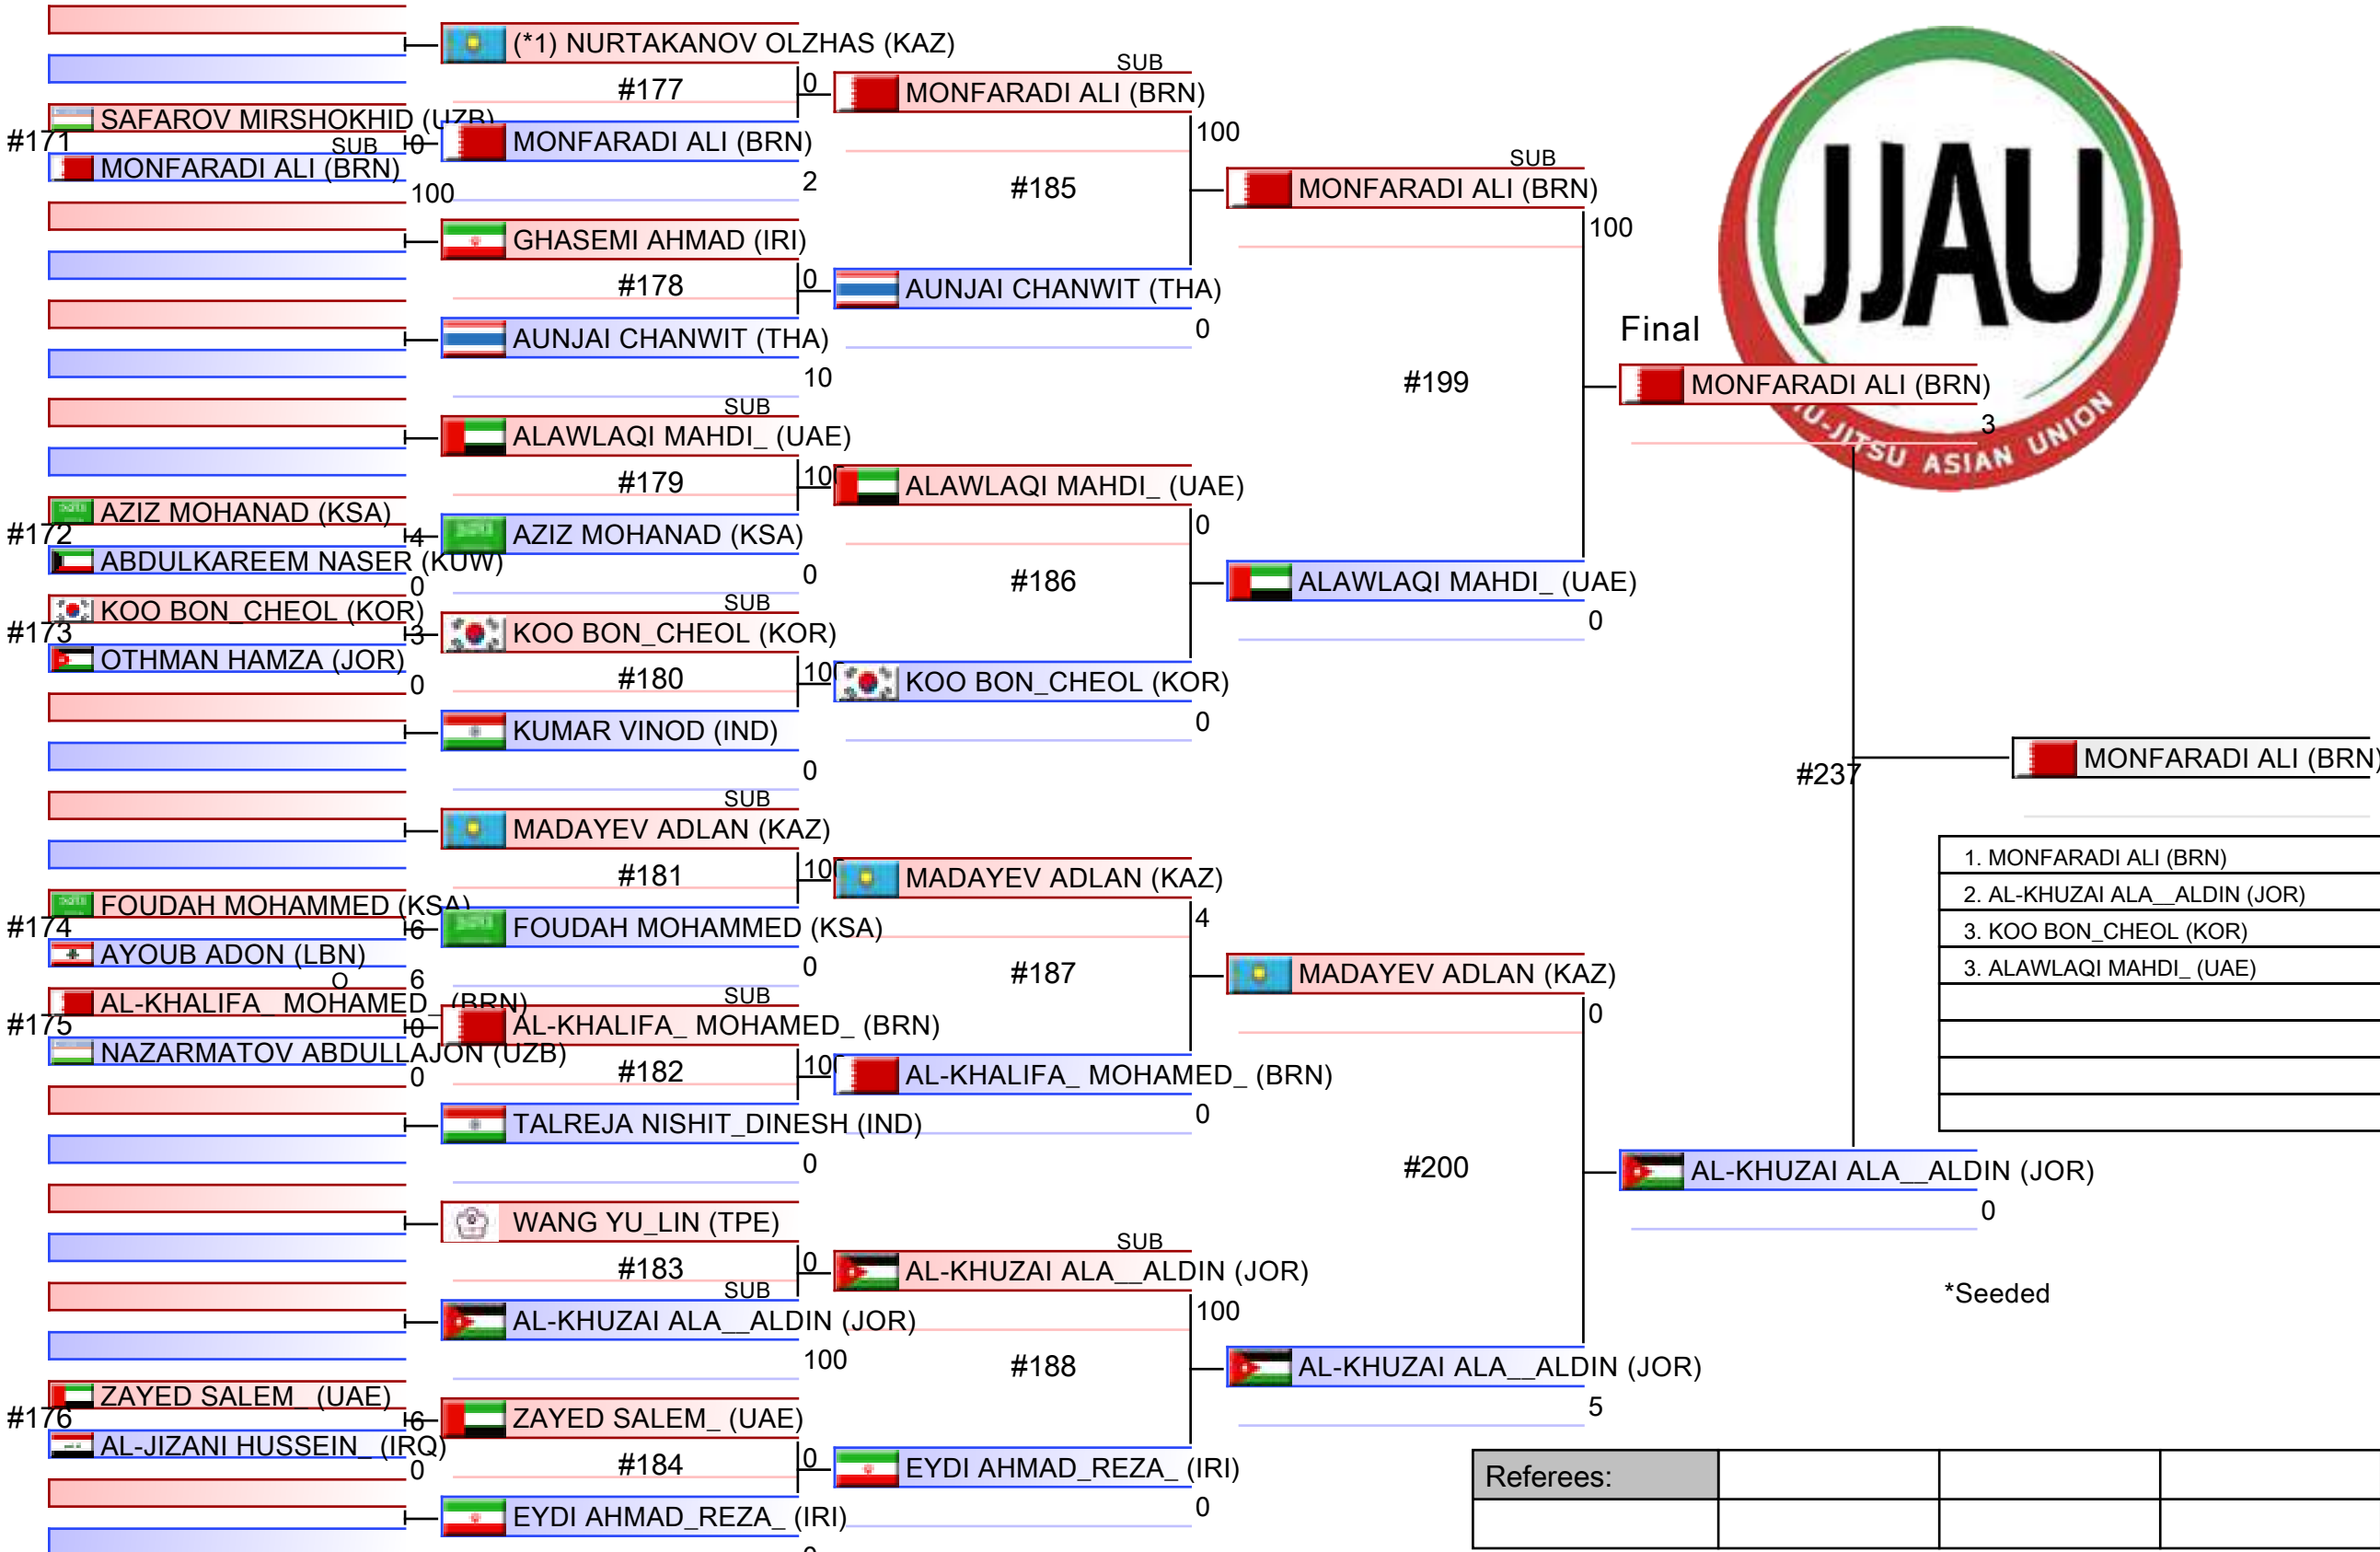 (*1) NURTAKANOV OLZHAS (KAZ)
#177
0
SAFAROV MIRSHOKHID (UZB)
#171
SUB
0
MONFARADI ALI (BRN)
100
MONFARADI ALI (BRN)
2
GHASEMI AHMAD (IRI)
#178
0
AUNJAI CHANWIT (THA)
10
SUB
ALAWLAQI MAHDI_ (UAE)
#179
AZIZ MOHANAD (KSA)
#172
4
ABDULKAREEM NASER (KUW)
0
AZIZ MOHANAD (KSA)
0
KOO BON_CHEOL (KOR)
#173
3
OTHMAN HAMZA (JOR)
0
SUB
KOO BON_CHEOL (KOR)
#180
KUMAR VINOD (IND)
0
SUB
MADAYEV ADLAN (KAZ)
#181
FOUDAH MOHAMMED (KSA)
#174
6
AYOUB ADON (LBN)
O
6
FOUDAH MOHAMMED (KSA)
0
AL-KHALIFA_ MOHAMED_ (BRN)
#175
0
NAZARMATOV ABDULLAJON (UZB)
0
SUB
AL-KHALIFA_ MOHAMED_ (BRN)
#182
TALREJA NISHIT_DINESH (IND)
0
WANG YU_LIN (TPE)
#183
0
SUB
AL-KHUZAI ALA__ALDIN (JOR)
100
ZAYED SALEM_ (UAE)
#176
6
AL-JIZANI HUSSEIN_ (IRQ)
0
ZAYED SALEM_ (UAE)
#184
0
EYDI AHMAD_REZA_ (IRI)
SUB
MONFARADI ALI (BRN)
100
#185
AUNJAI CHANWIT (THA)
0
ALAWLAQI MAHDI_ (UAE)
0
#186
KOO BON_CHEOL (KOR)
0
MADAYEV ADLAN (KAZ)
4
#187
AL-KHALIFA_ MOHAMED_ (BRN)
0
SUB
AL-KHUZAI ALA__ALDIN (JOR)
100
#188
EYDI AHMAD_REZA_ (IRI)
0
SUB
MONFARADI ALI (BRN)
100
#199
ALAWLAQI MAHDI_ (UAE)
0
MADAYEV ADLAN (KAZ)
0
#200
AL-KHUZAI ALA__ALDIN (JOR)
5
JJAU
U-JITSU ASIAN UNION
Final
MONFARADI ALI (BRN)
3
#237
AL-KHUZAI ALA__ALDIN (JOR)
0
MONFARADI ALI (BRN)
1. MONFARADI ALI (BRN)
2. AL-KHUZAI ALA__ALDIN (JOR)
3. KOO BON_CHEOL (KOR)
3. ALAWLAQI MAHDI_ (UAE)
*Seeded
Referees: